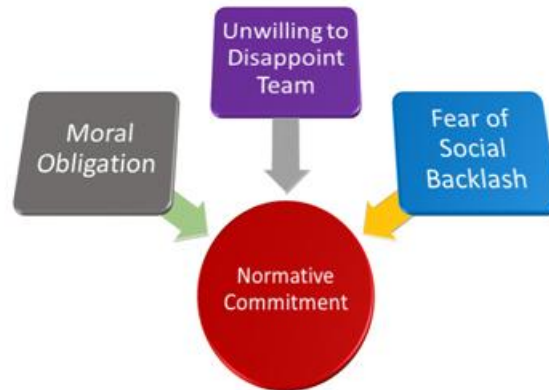 Unwilling to
Disappoint
Team
Moral
Obligation
Fear of
Social
Backlash
Normative
Commitment